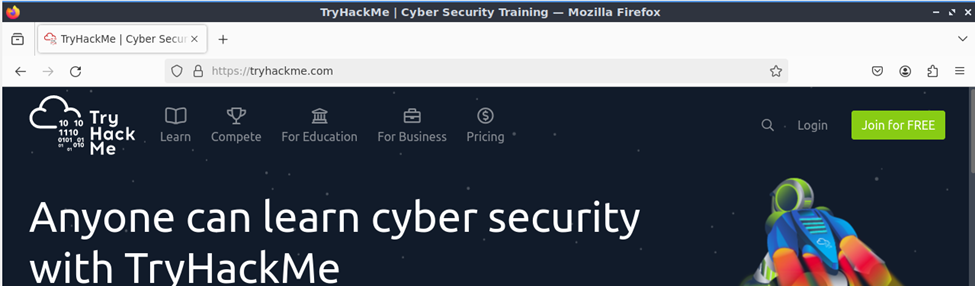 TryHackMe | Cyber Security Training — Mozilla Firefox
TryHackMe | Cyber Secur
https://tryhackme.com
10 10
1110
0101 01
01 010
01
Try
Hack
Me
Learn
Compete
For Education
For Business
Pricing
Login
Join for FREE
Anyone can learn cyber security
with TryHackMe